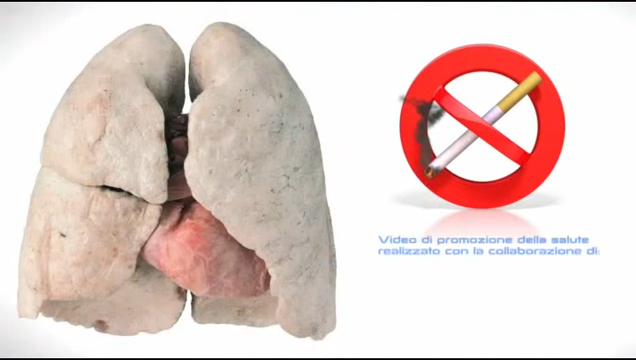 Video di promozione della salute
realizzato con la collaborazione di: